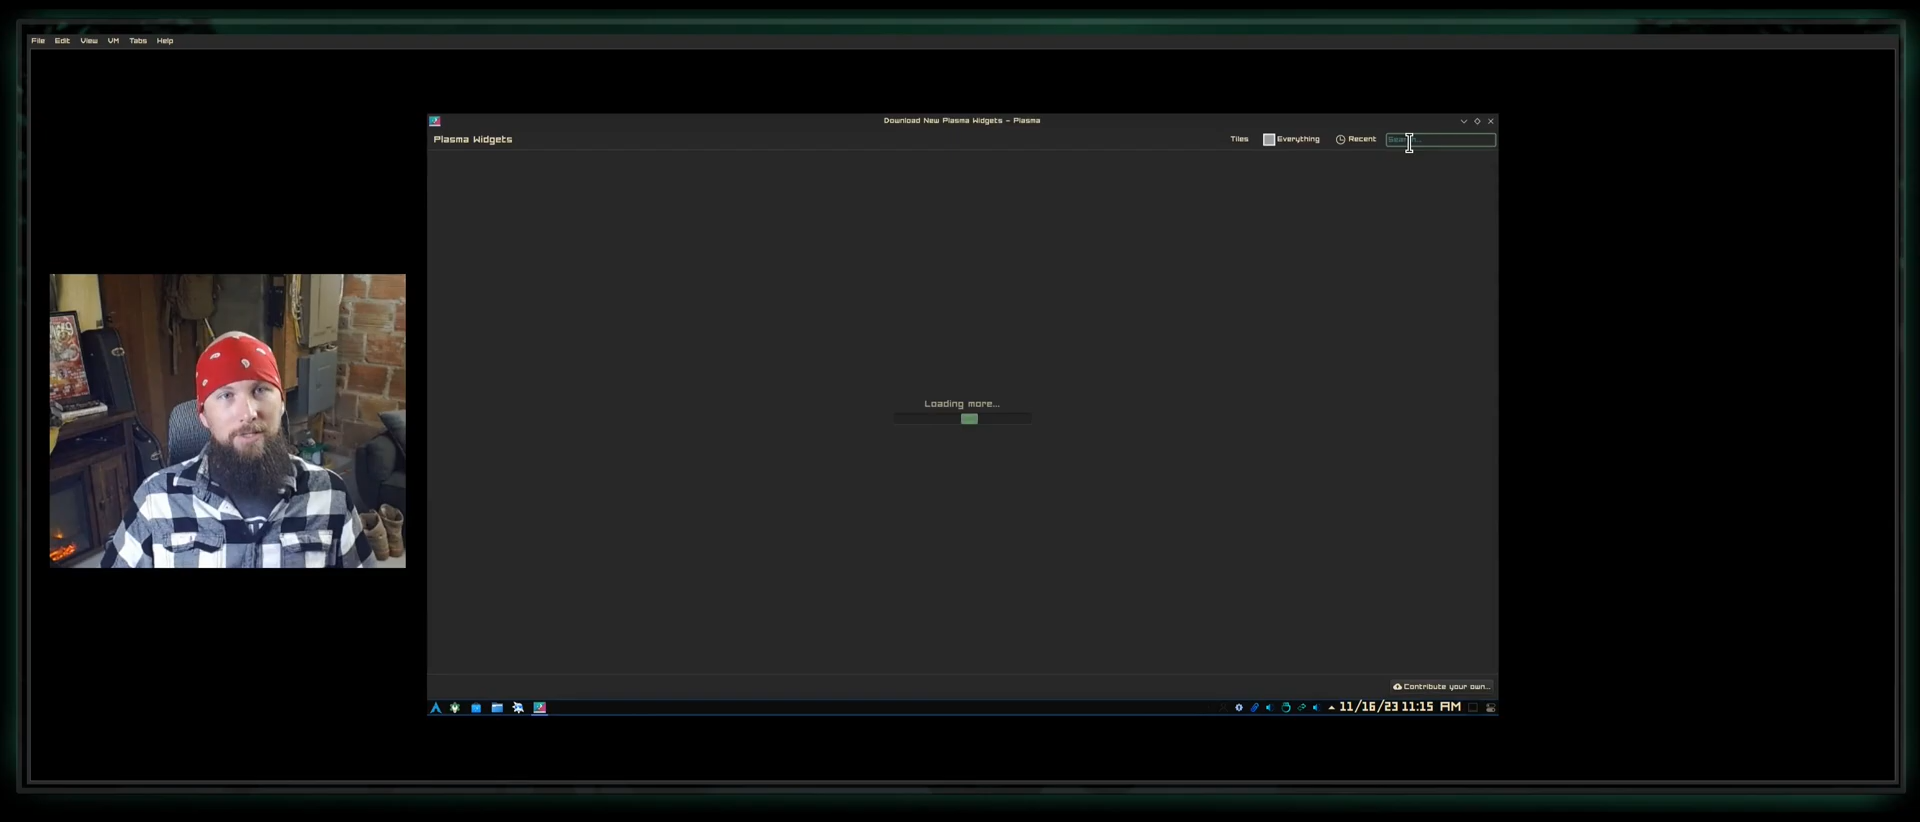 File Edit View VM Tabs Help
Download New Plasma Widgets - Plasma
Plasma Widgets Tiles Everything Recent
Loading more...
Contribute your own...
11/16/23 11:15 AM